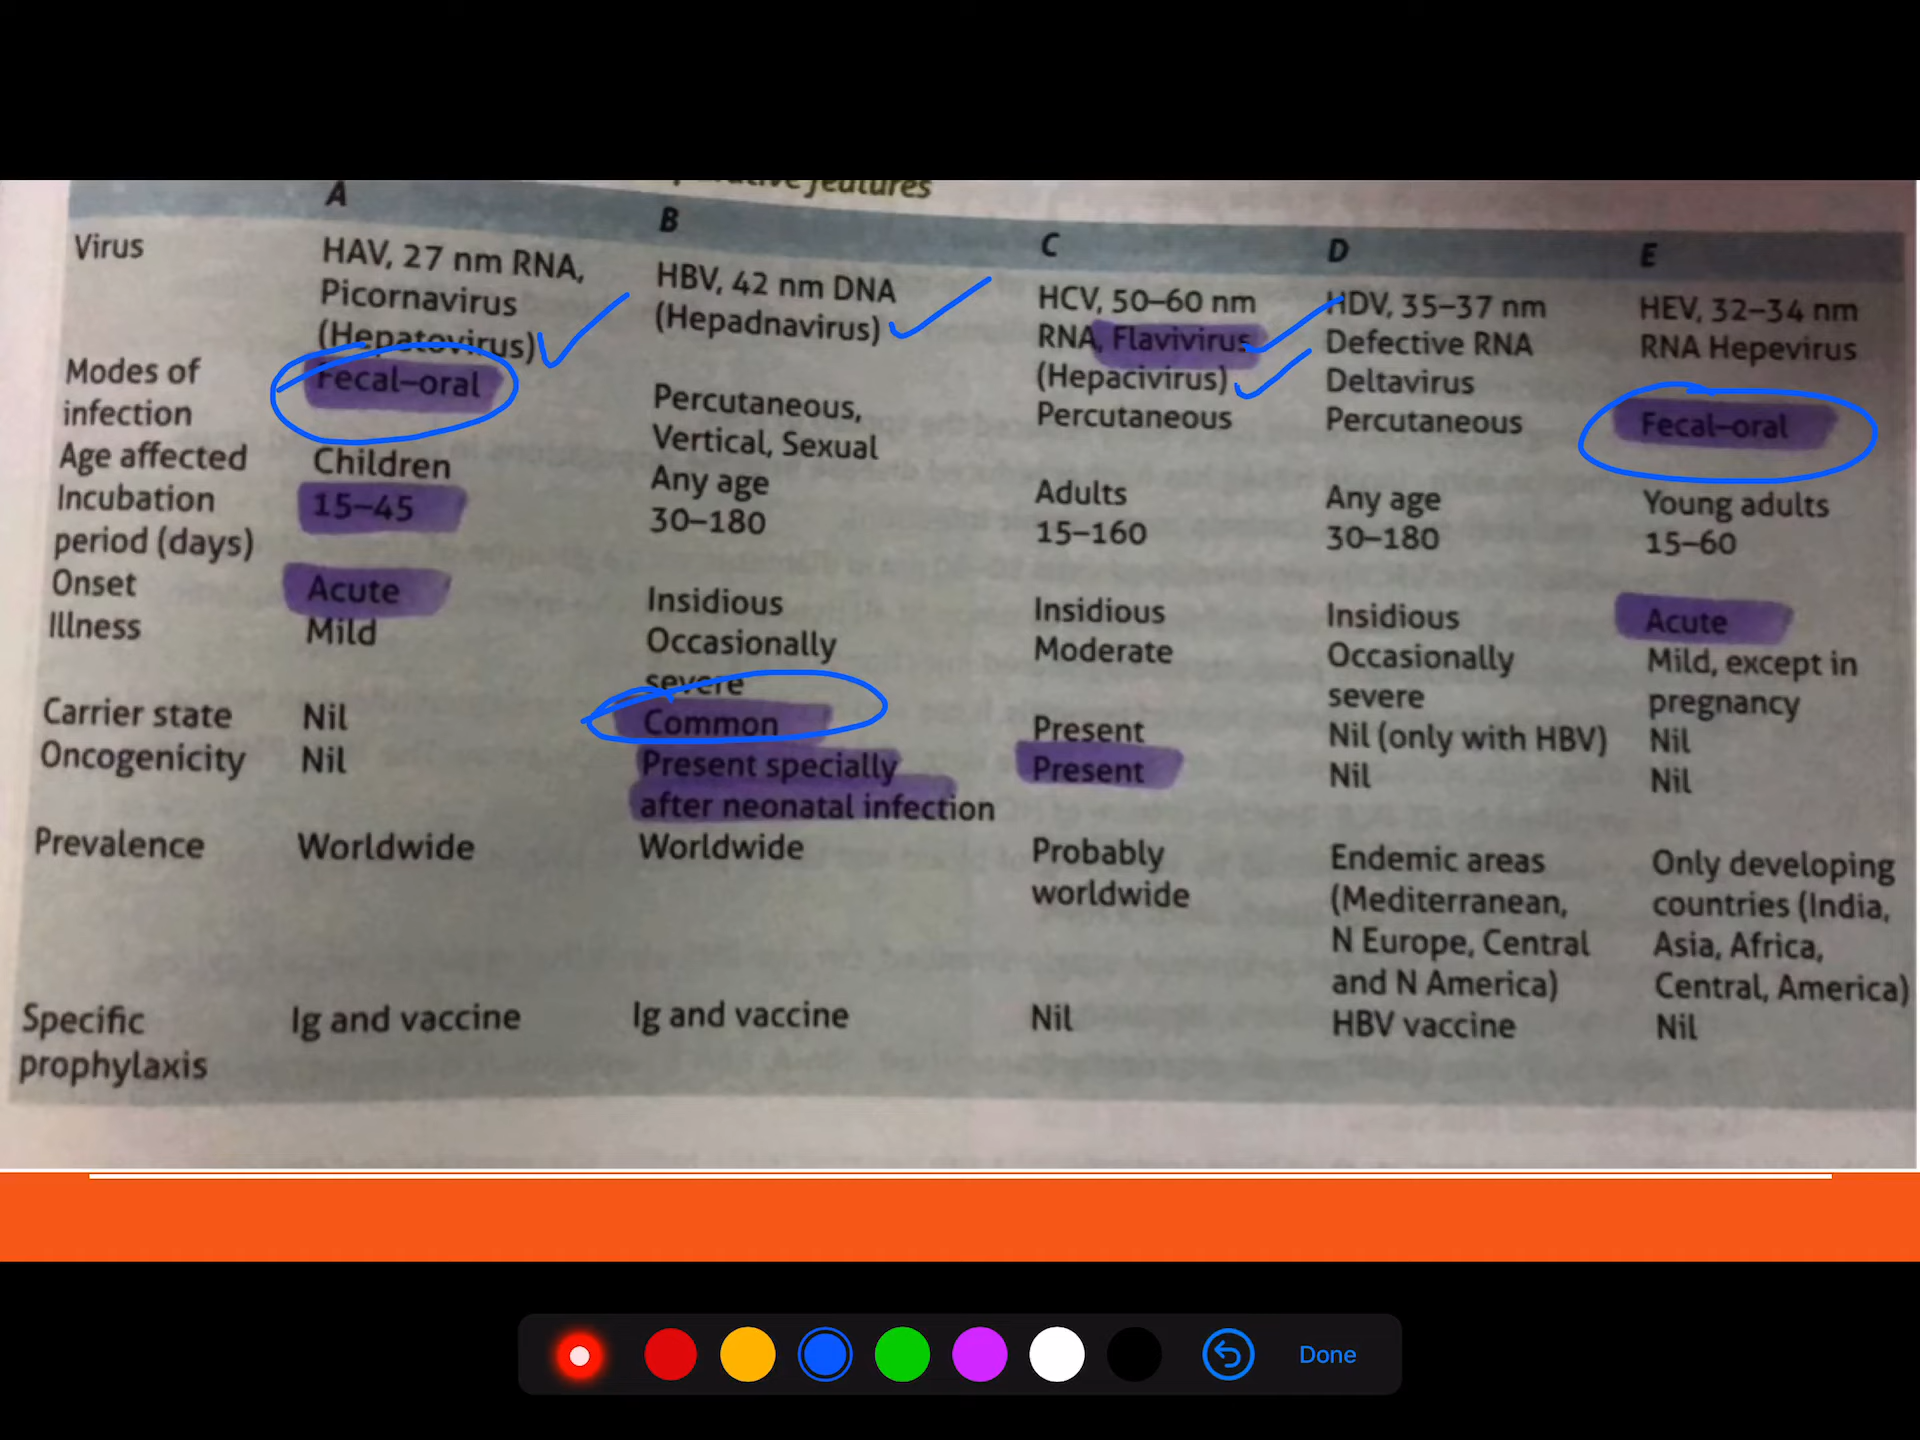 features
A B C D E
Virus HAV, 27 nm RNA, HBV, 42 nm DNA HCV, 50–60 nm HDV, 35–37 nm HEV, 32–34 nm
Picornavirus (Hepadnavirus) RNA, Flavivirus Defective RNA RNA Hepevirus
(Hepatovirus) (Hepacivirus) Deltavirus
Modes of Fecal–oral Percutaneous, Percutaneous Percutaneous Fecal–oral
infection Vertical, Sexual
Age affected Children Any age Adults Any age Young adults
Incubation 15–45 30–180 15–160 30–180 15–60
period (days)
Onset Acute Insidious Insidious Insidious Acute
Illness Mild Occasionally Moderate Occasionally Mild, except in
severe severe pregnancy
Carrier state Nil Common Present Nil (only with HBV) Nil
Oncogenicity Nil Present specially Present Nil Nil
after neonatal infection
Prevalence Worldwide Worldwide Probably Endemic areas Only developing
worldwide (Mediterranean, countries (India,
N Europe, Central Asia, Africa,
and N America) Central, America)
Specific Ig and vaccine Ig and vaccine Nil HBV vaccine Nil
prophylaxis
Done